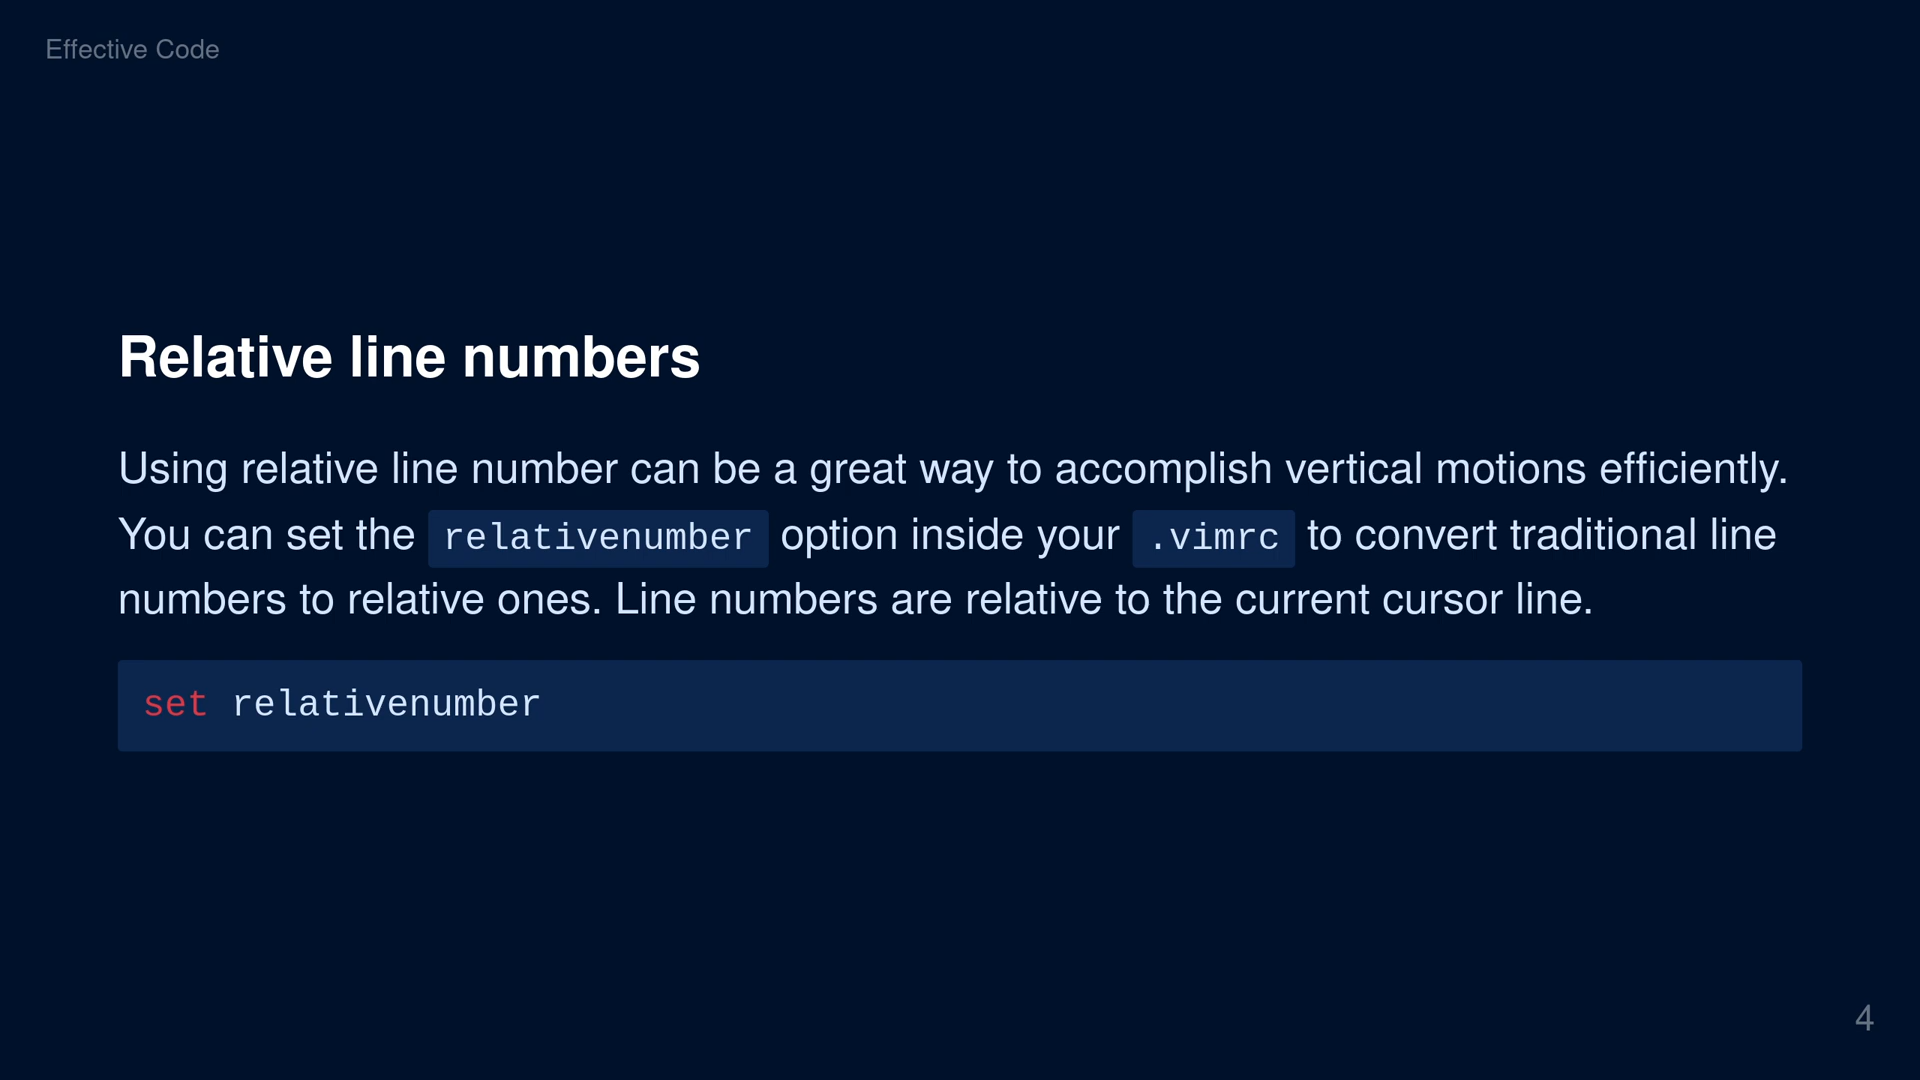 Effective Code
Relative line numbers
Using relative line number can be a great way to accomplish vertical motions efficiently.
You can set the relativenumber option inside your .vimrc to convert traditional line
numbers to relative ones. Line numbers are relative to the current cursor line.
set relativenumber
4